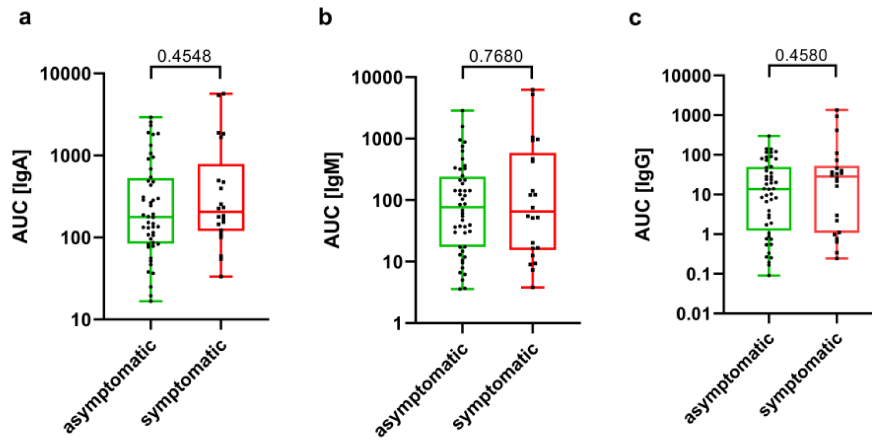 a
0.4548
AUC [IgA]
10000
1000
100
10
asymptomatic
symptomatic
b
0.7680
AUC [IgM]
10000
1000
100
10
1
asymptomatic
symptomatic
c
0.4580
AUC [IgG]
10000
1000
100
10
1
0.1
0.01
asymptomatic
symptomatic